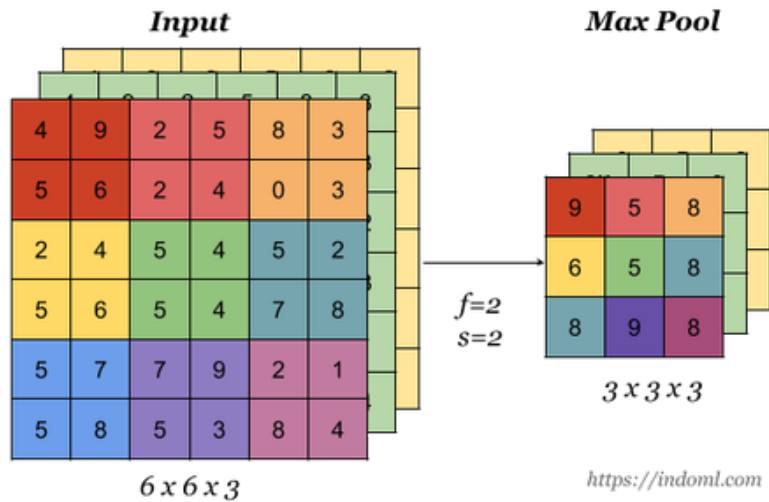 Input
Max Pool
4 9 2 5 8 3
5 6 2 4 0 3
2 4 5 4 5 2
5 6 5 4 7 8
5 7 7 9 2 1
5 8 5 3 8 4
9 5 8
6 5 8
8 9 8
f=2
s=2
3 x 3 x 3
6 x 6 x 3
https://indoml.com